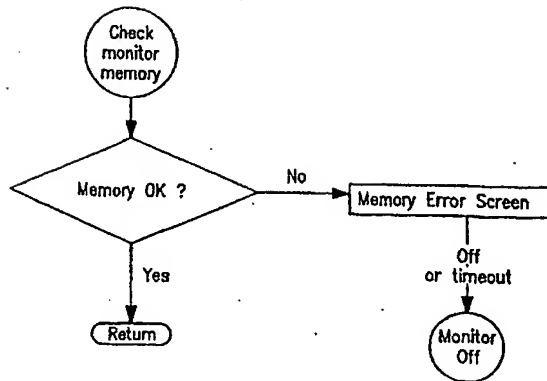 Check
monitor
memory
Memory OK ?
No
Memory Error Screen
Yes
Off
or timeout
Return
Monitor
Off